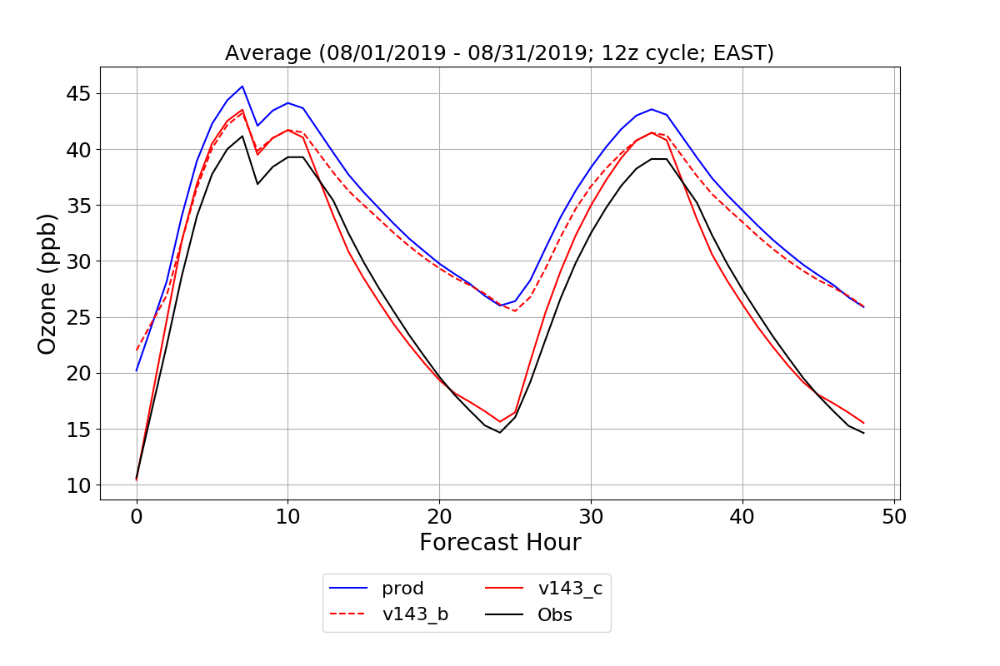 Average (08/01/2019 - 08/31/2019; 12z cycle; EAST)
45
40
35
30
25
20
15
10
Ozone (ppb)
0 10 20 30 40 50
Forecast Hour
prod v143_c
v143_b Obs